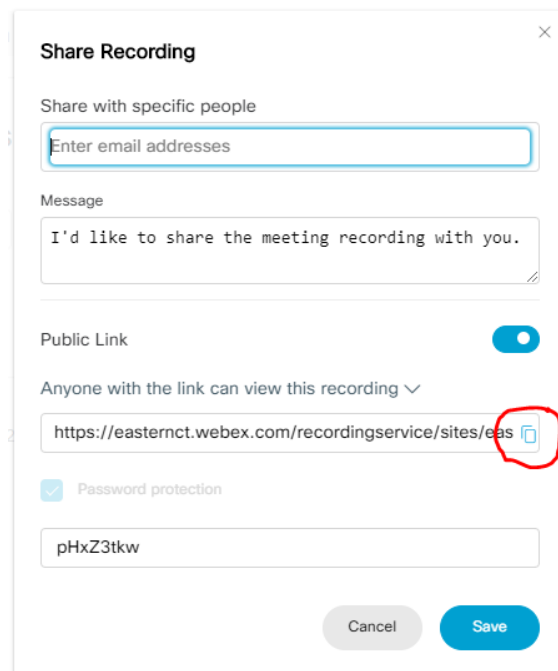 Share Recording
Share with specific people
Enter email addresses
Message
I'd like to share the meeting recording with you.
Public Link
Anyone with the link can view this recording
https://easternct.webex.com/recordingservice/sites/eas
Password protection
pHxZ3tkw
Cancel Save